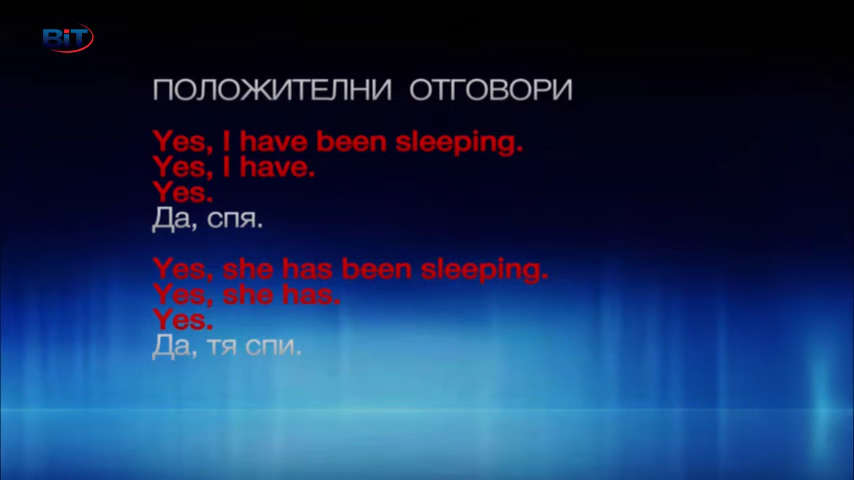 BiT
ПОЛОЖИТЕЛНИ ОТГОВОРИ
Yes, I have been sleeping.
Yes, I have.
Yes.
Да, спя.
Yes, she has been sleeping.
Yes, she has.
Yes.
Да, тя спи.